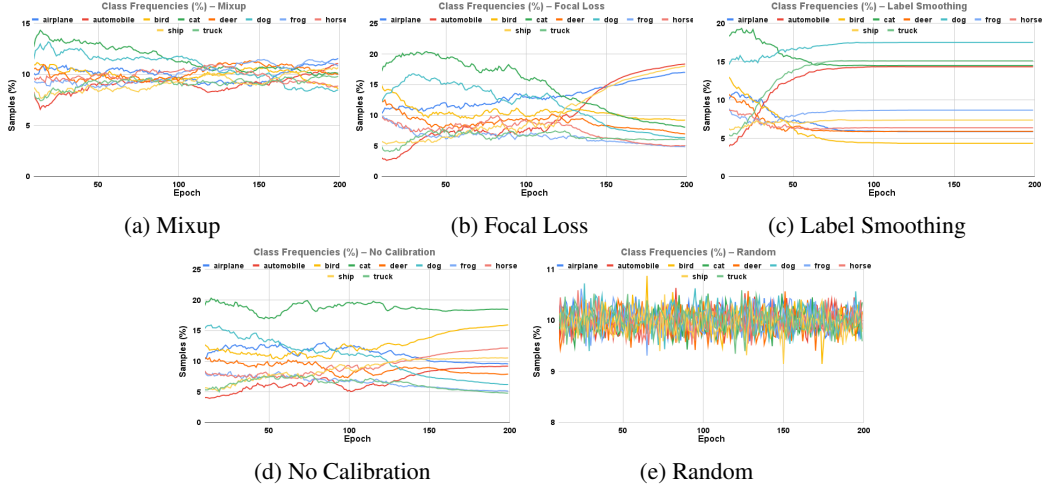 Class Frequencies (%) – Mixup
airplane automobile bird cat deer dog frog horse
ship truck
15
10
5
0
Samples (%)
50
100
150
200
Epoch
(a) Mixup
Class Frequencies (%) – Focal Loss
airplane automobile bird cat deer dog frog horse
ship truck
25
20
15
10
5
0
Samples (%)
50
100
150
200
Epoch
(b) Focal Loss
Class Frequencies (%) – Label Smoothing
airplane automobile bird cat deer dog frog horse
ship truck
20
15
10
5
0
Samples (%)
50
100
150
200
Epoch
(c) Label Smoothing
Class Frequencies (%) – No Calibration
airplane automobile bird cat deer dog frog horse
ship truck
25
20
15
10
5
0
Samples (%)
50
100
150
200
Epoch
(d) No Calibration
Class Frequencies (%) – Random
airplane automobile bird cat deer dog frog horse
ship truck
11
10
9
8
Samples (%)
50
100
150
200
Epoch
(e) Random